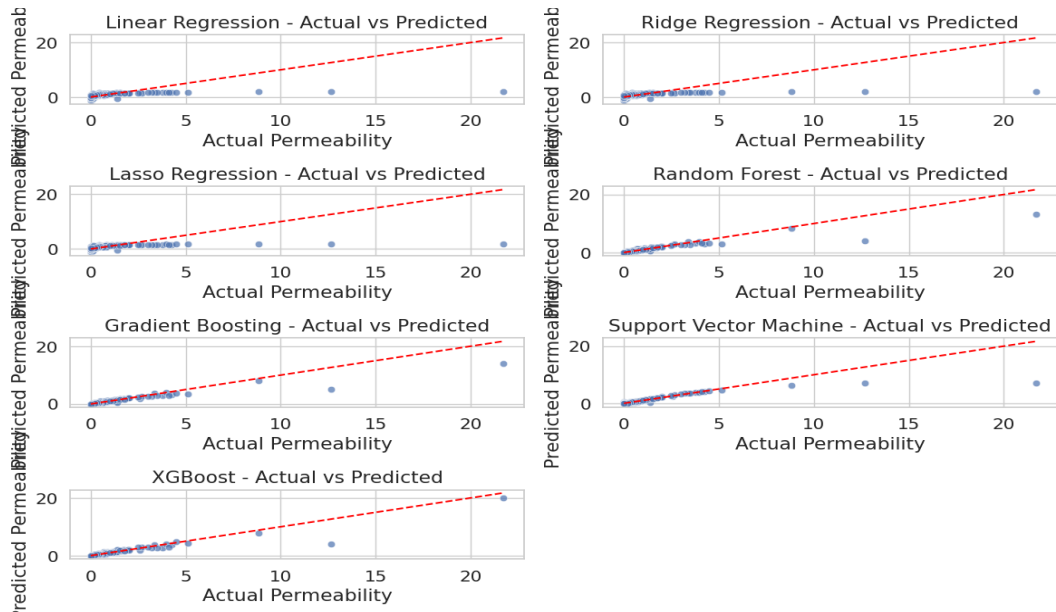 Linear Regression - Actual vs Predicted
Predicted Permeab
20
0
0 5 10 15 20
Actual Permeability
Ridge Regression - Actual vs Predicted
Predicted Permeab
20
0
0 5 10 15 20
Actual Permeability
Lasso Regression - Actual vs Predicted
20
0
0 5 10 15 20
Actual Permeability
Random Forest - Actual vs Predicted
20
0
0 5 10 15 20
Actual Permeability
Gradient Boosting - Actual vs Predicted
20
0
0 5 10 15 20
Actual Permeability
Support Vector Machine - Actual vs Predicted
Predicted
20
0
0 5 10 15 20
Actual Permeability
XGBoost - Actual vs Predicted
Predicted Permeability
20
0
0 5 10 15 20
Actual Permeability